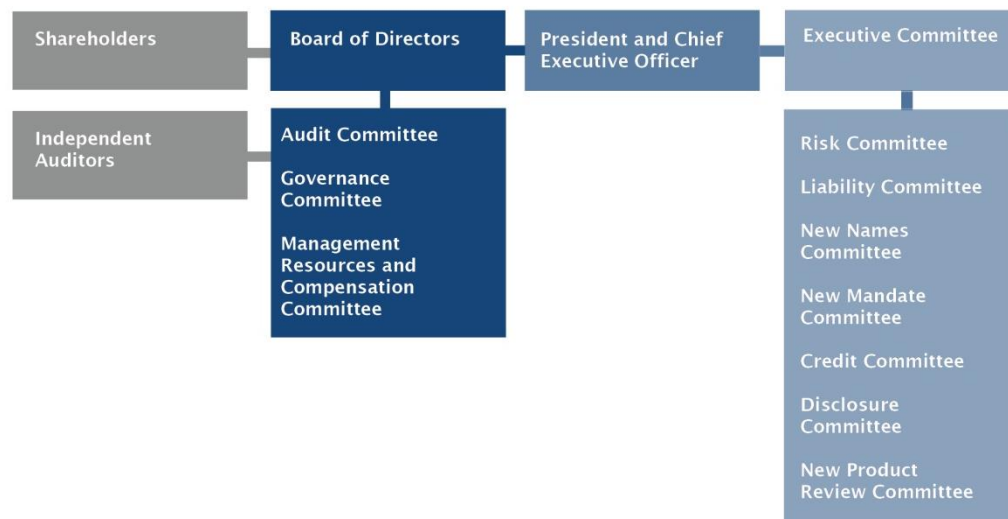 Shareholders
Board of Directors
President and Chief
Executive Officer
Executive Committee
Independent
Auditors
Audit Committee
Governance
Committee
Management
Resources and
Compensation
Committee
Risk Committee
Liability Committee
New Names
Committee
New Mandate
Committee
Credit Committee
Disclosure
Committee
New Product
Review Committee